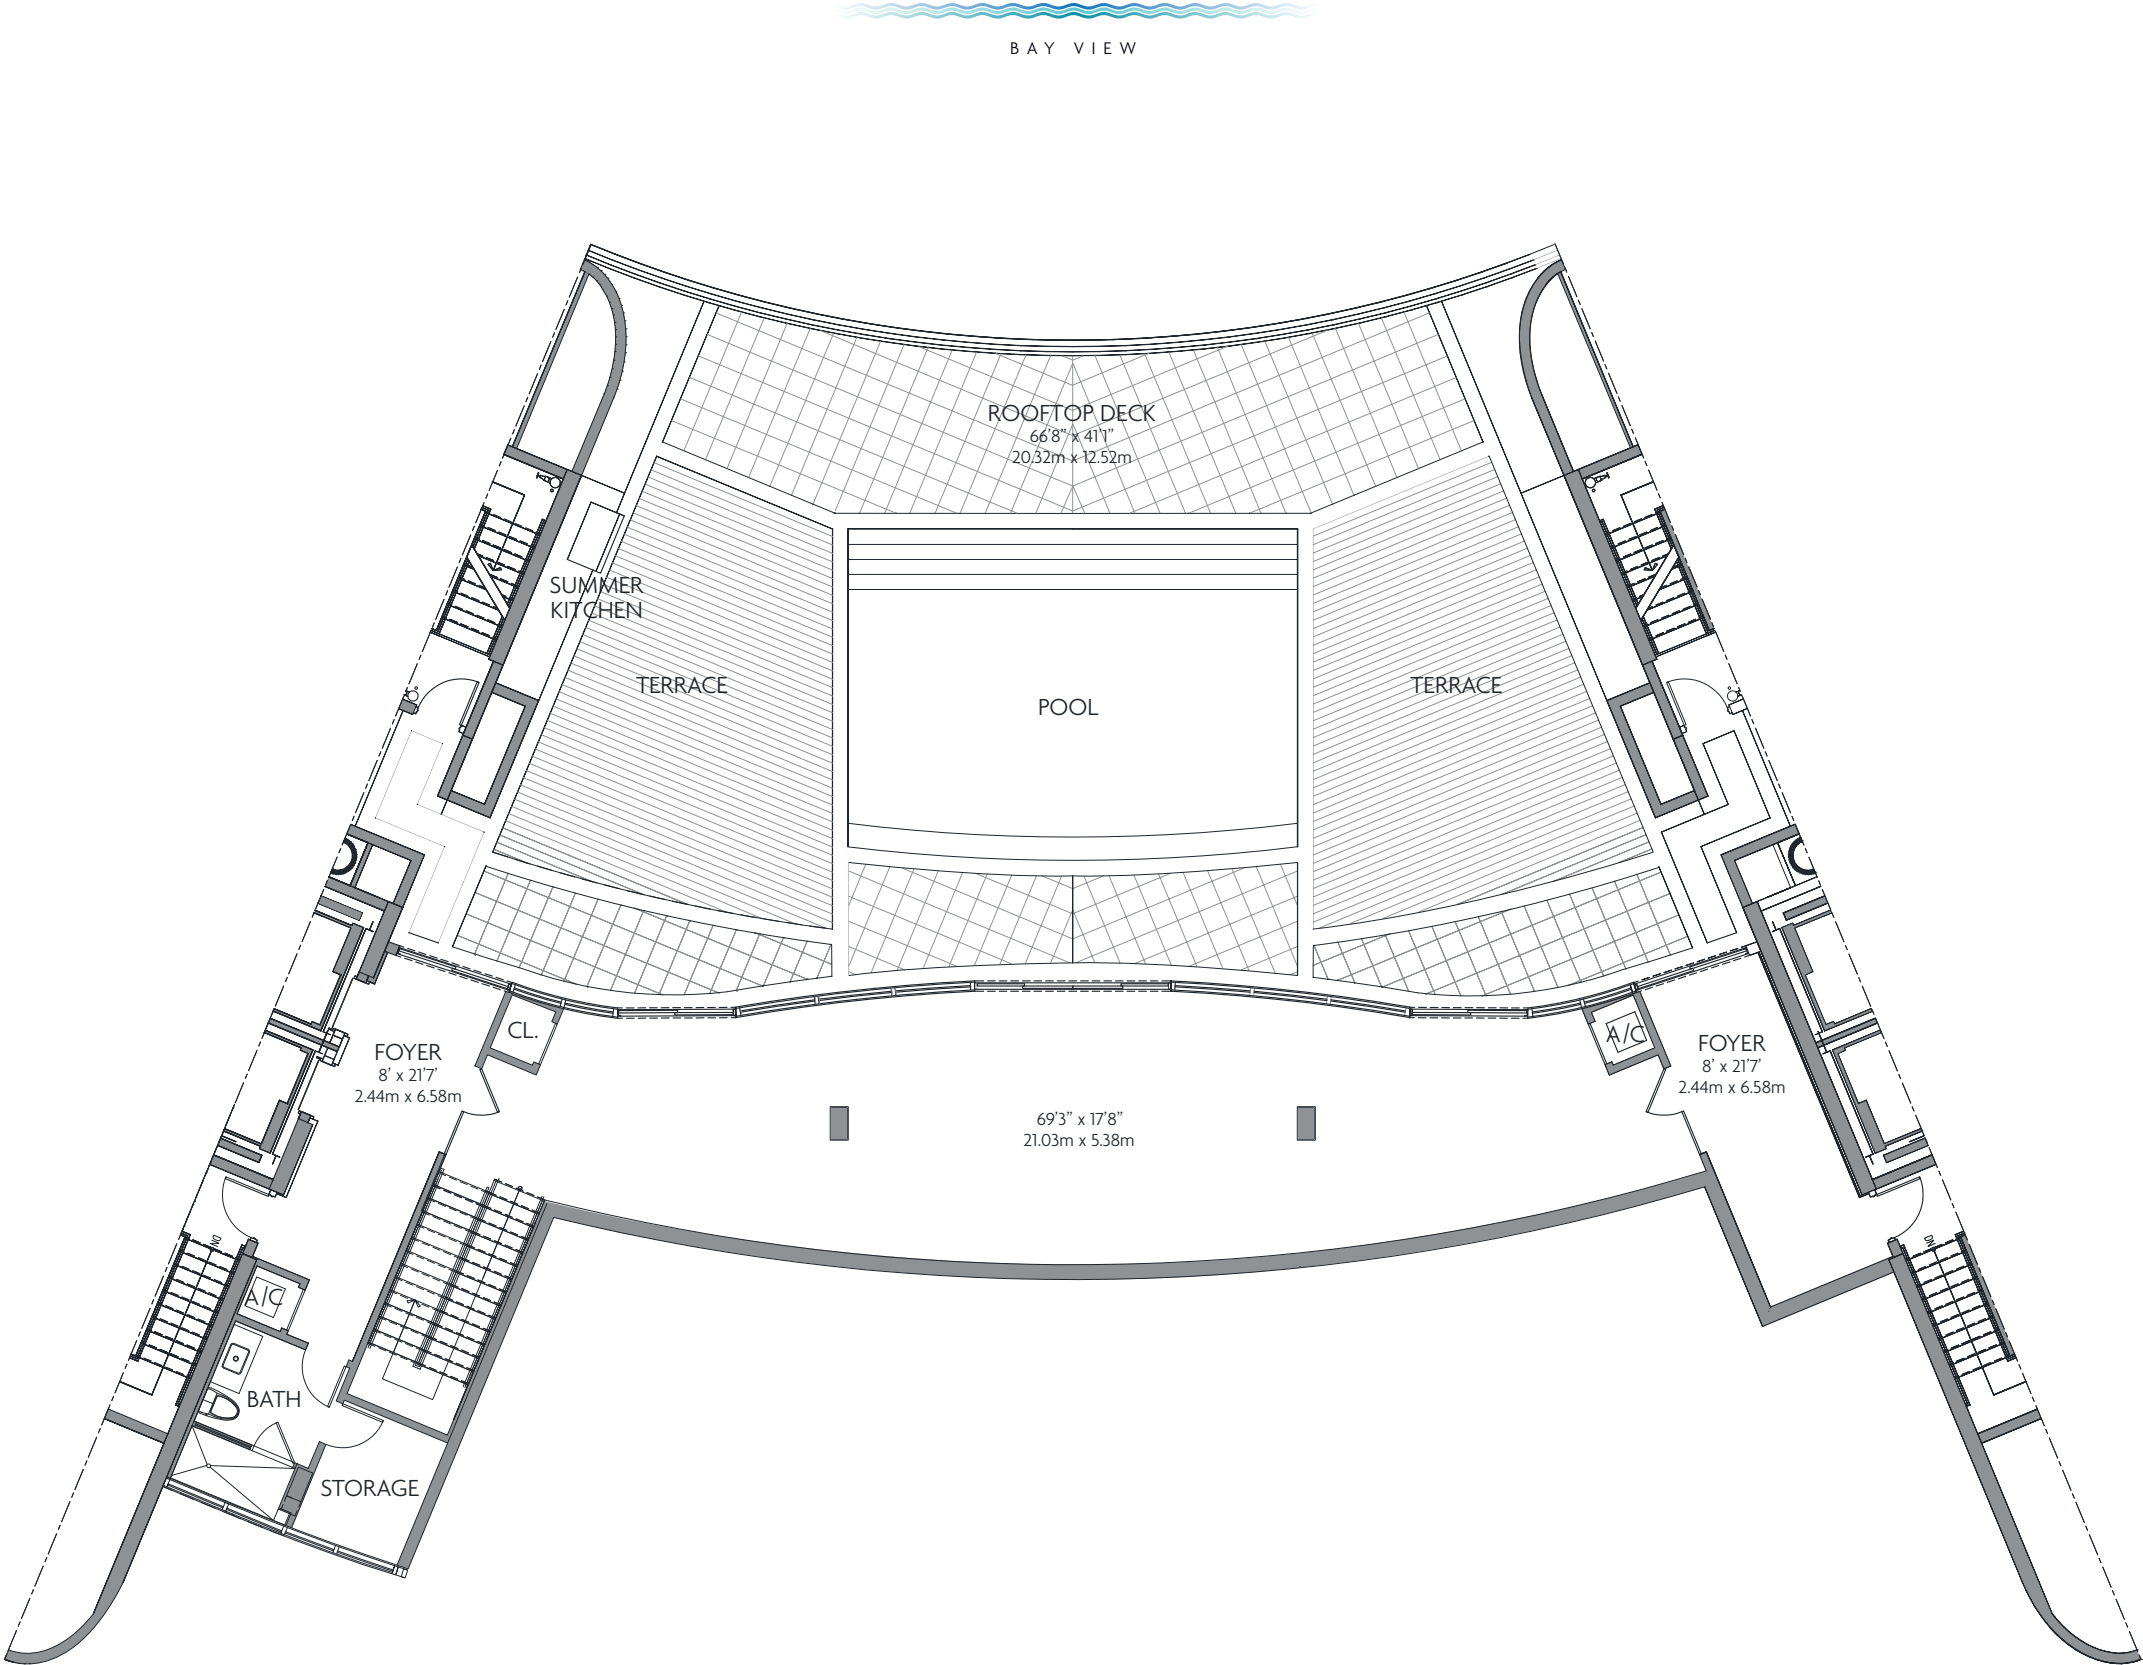 BAY VIEW
ROOFTOP DECK
66'8" x 41'1"
20.32m x 12.52m
SUMMER
KITCHEN
TERRACE
POOL
TERRACE
CL.
FOYER
8' x 21'7'
2.44m x 6.58m
A/C
FOYER
8' x 21'7'
2.44m x 6.58m
69'3" x 17'8"
21.03m x 5.38m
DN
DN
A/C
BATH
STORAGE